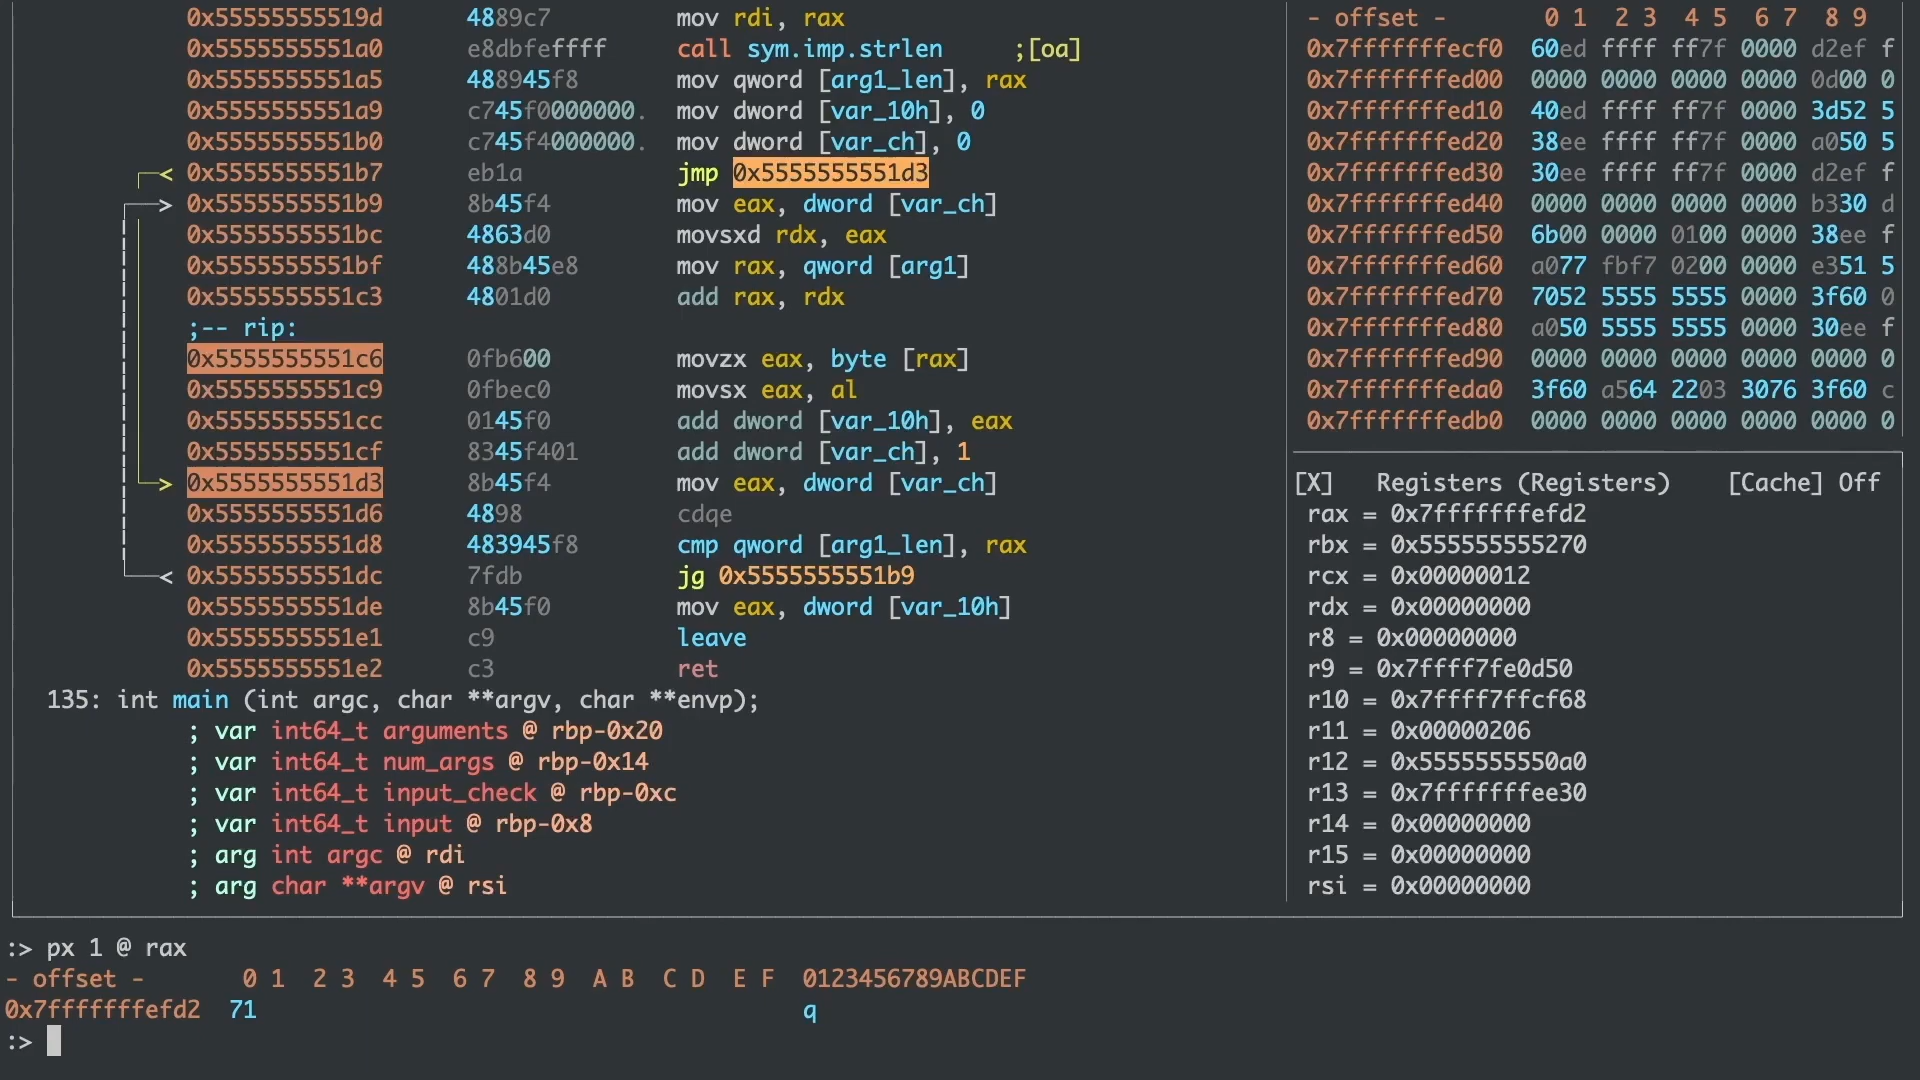 0x55555555519d 4889c7 mov rdi, rax
0x5555555551a0 e8dbfeffff call sym.imp.strlen ;[oa]
0x5555555551a5 488945f8 mov qword [arg1_len], rax
0x5555555551a9 c745f0000000. mov dword [var_10h], 0
0x5555555551b0 c745f4000000. mov dword [var_ch], 0
0x5555555551b7 eb1a jmp 0x5555555551d3
0x5555555551b9 8b45f4 mov eax, dword [var_ch]
0x5555555551bc 4863d0 movsxd rdx, eax
0x5555555551bf 488b45e8 mov rax, qword [arg1]
0x5555555551c3 4801d0 add rax, rdx
;-- rip:
0x5555555551c6 0fb600 movzx eax, byte [rax]
0x5555555551c9 0fbec0 movsx eax, al
0x5555555551cc 0145f0 add dword [var_10h], eax
0x5555555551cf 8345f401 add dword [var_ch], 1
0x5555555551d3 8b45f4 mov eax, dword [var_ch]
0x5555555551d6 4898 cdqe
0x5555555551d8 483945f8 cmp qword [arg1_len], rax
0x5555555551dc 7fdb jg 0x5555555551b9
0x5555555551de 8b45f0 mov eax, dword [var_10h]
0x5555555551e1 c9 leave
0x5555555551e2 c3 ret
135: int main (int argc, char **argv, char **envp);
; var int64_t arguments @ rbp-0x20
; var int64_t num_args @ rbp-0x14
; var int64_t input_check @ rbp-0xc
; var int64_t input @ rbp-0x8
; arg int argc @ rdi
; arg char **argv @ rsi
- offset - 0 1 2 3 4 5 6 7 8 9
0x7fffffffecf0 60ed ffff ff7f 0000 d2ef f
0x7fffffffed00 0000 0000 0000 0000 0d00 0
0x7fffffffed10 40ed ffff ff7f 0000 3d52 5
0x7fffffffed20 38ee ffff ff7f 0000 a050 5
0x7fffffffed30 30ee ffff ff7f 0000 d2ef f
0x7fffffffed40 0000 0000 0000 0000 b330 d
0x7fffffffed50 6b00 0000 0100 0000 38ee f
0x7fffffffed60 a077 fbf7 0200 0000 e351 5
0x7fffffffed70 7052 5555 5555 0000 3f60 0
0x7fffffffed80 a050 5555 5555 0000 30ee f
0x7fffffffed90 0000 0000 0000 0000 0000 0
0x7fffffffeda0 3f60 a564 2203 3076 3f60 c
0x7fffffffedb0 0000 0000 0000 0000 0000 0
[X] Registers (Registers) [Cache] Off
rax = 0x7fffffffefd2
rbx = 0x555555555270
rcx = 0x00000012
rdx = 0x00000000
r8 = 0x00000000
r9 = 0x7ffff7fe0d50
r10 = 0x7ffff7ffcf68
r11 = 0x00000206
r12 = 0x5555555550a0
r13 = 0x7fffffffee30
r14 = 0x00000000
r15 = 0x00000000
rsi = 0x00000000
:> px 1 @ rax
- offset - 0 1 2 3 4 5 6 7 8 9 A B C D E F 0123456789ABCDEF
0x7fffffffefd2 71 q
:>